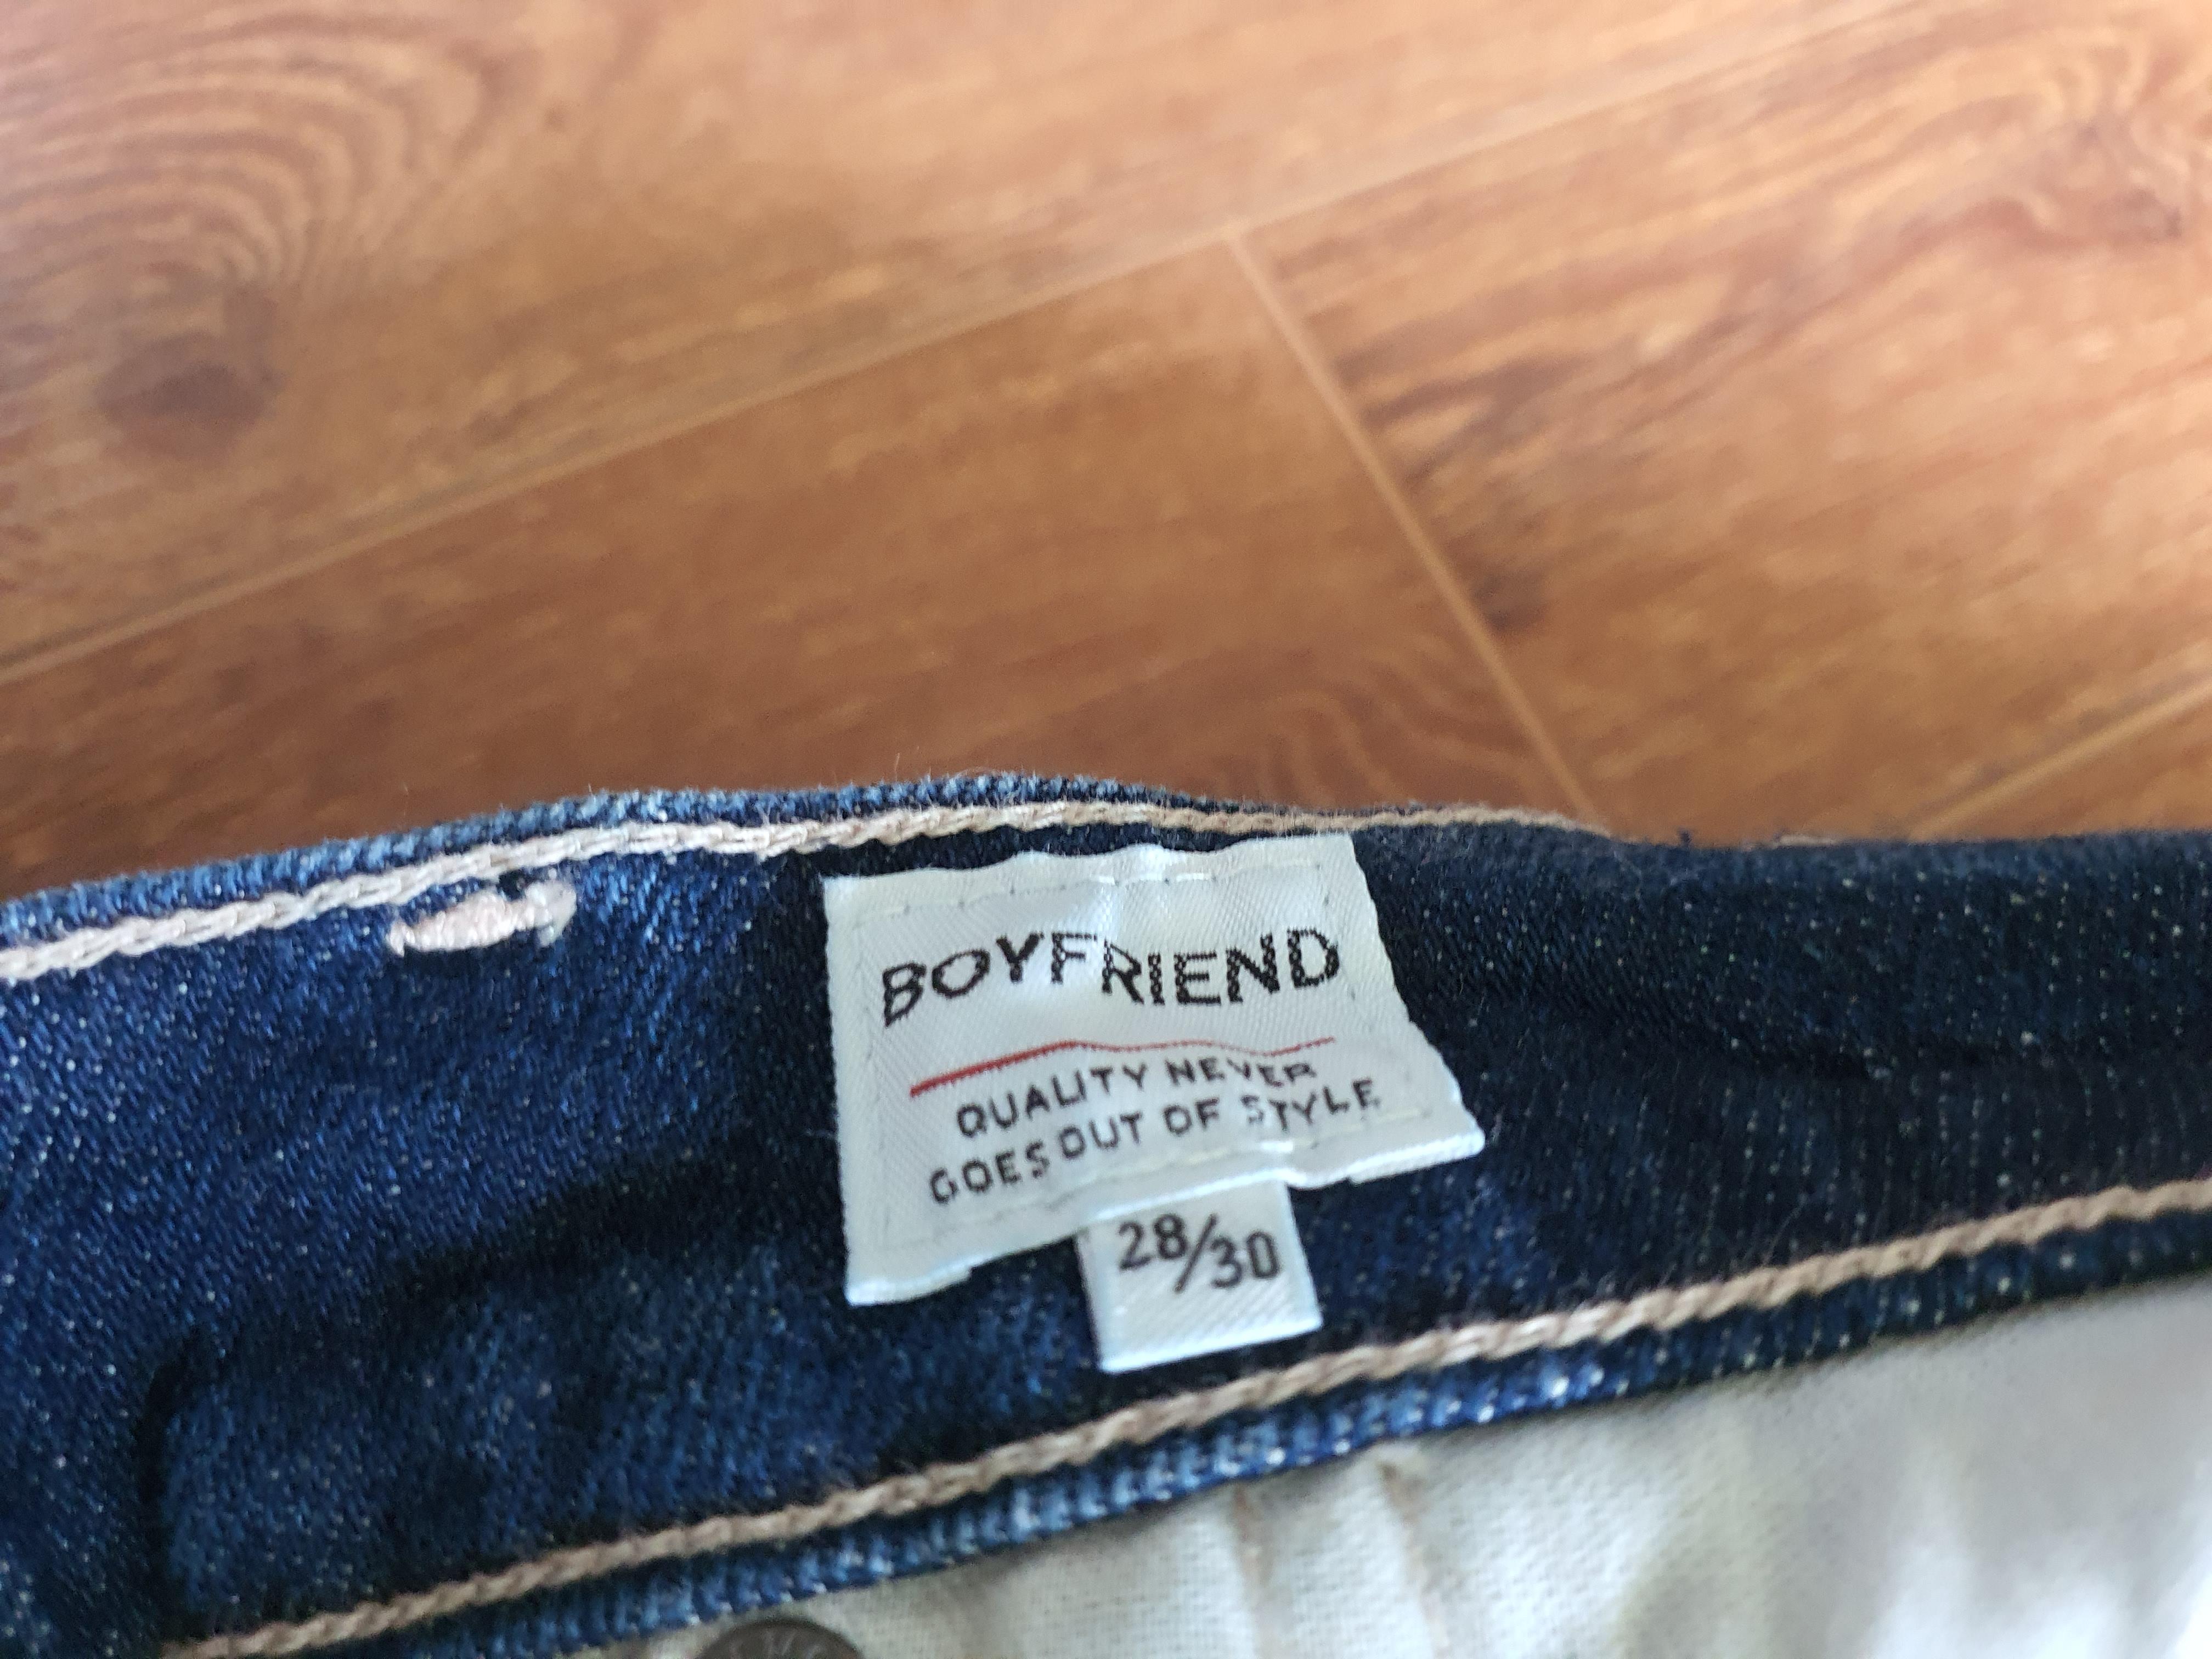 BOYFRIEND
QUALITY NEVER
GOES OUT OF STYLE
28/30